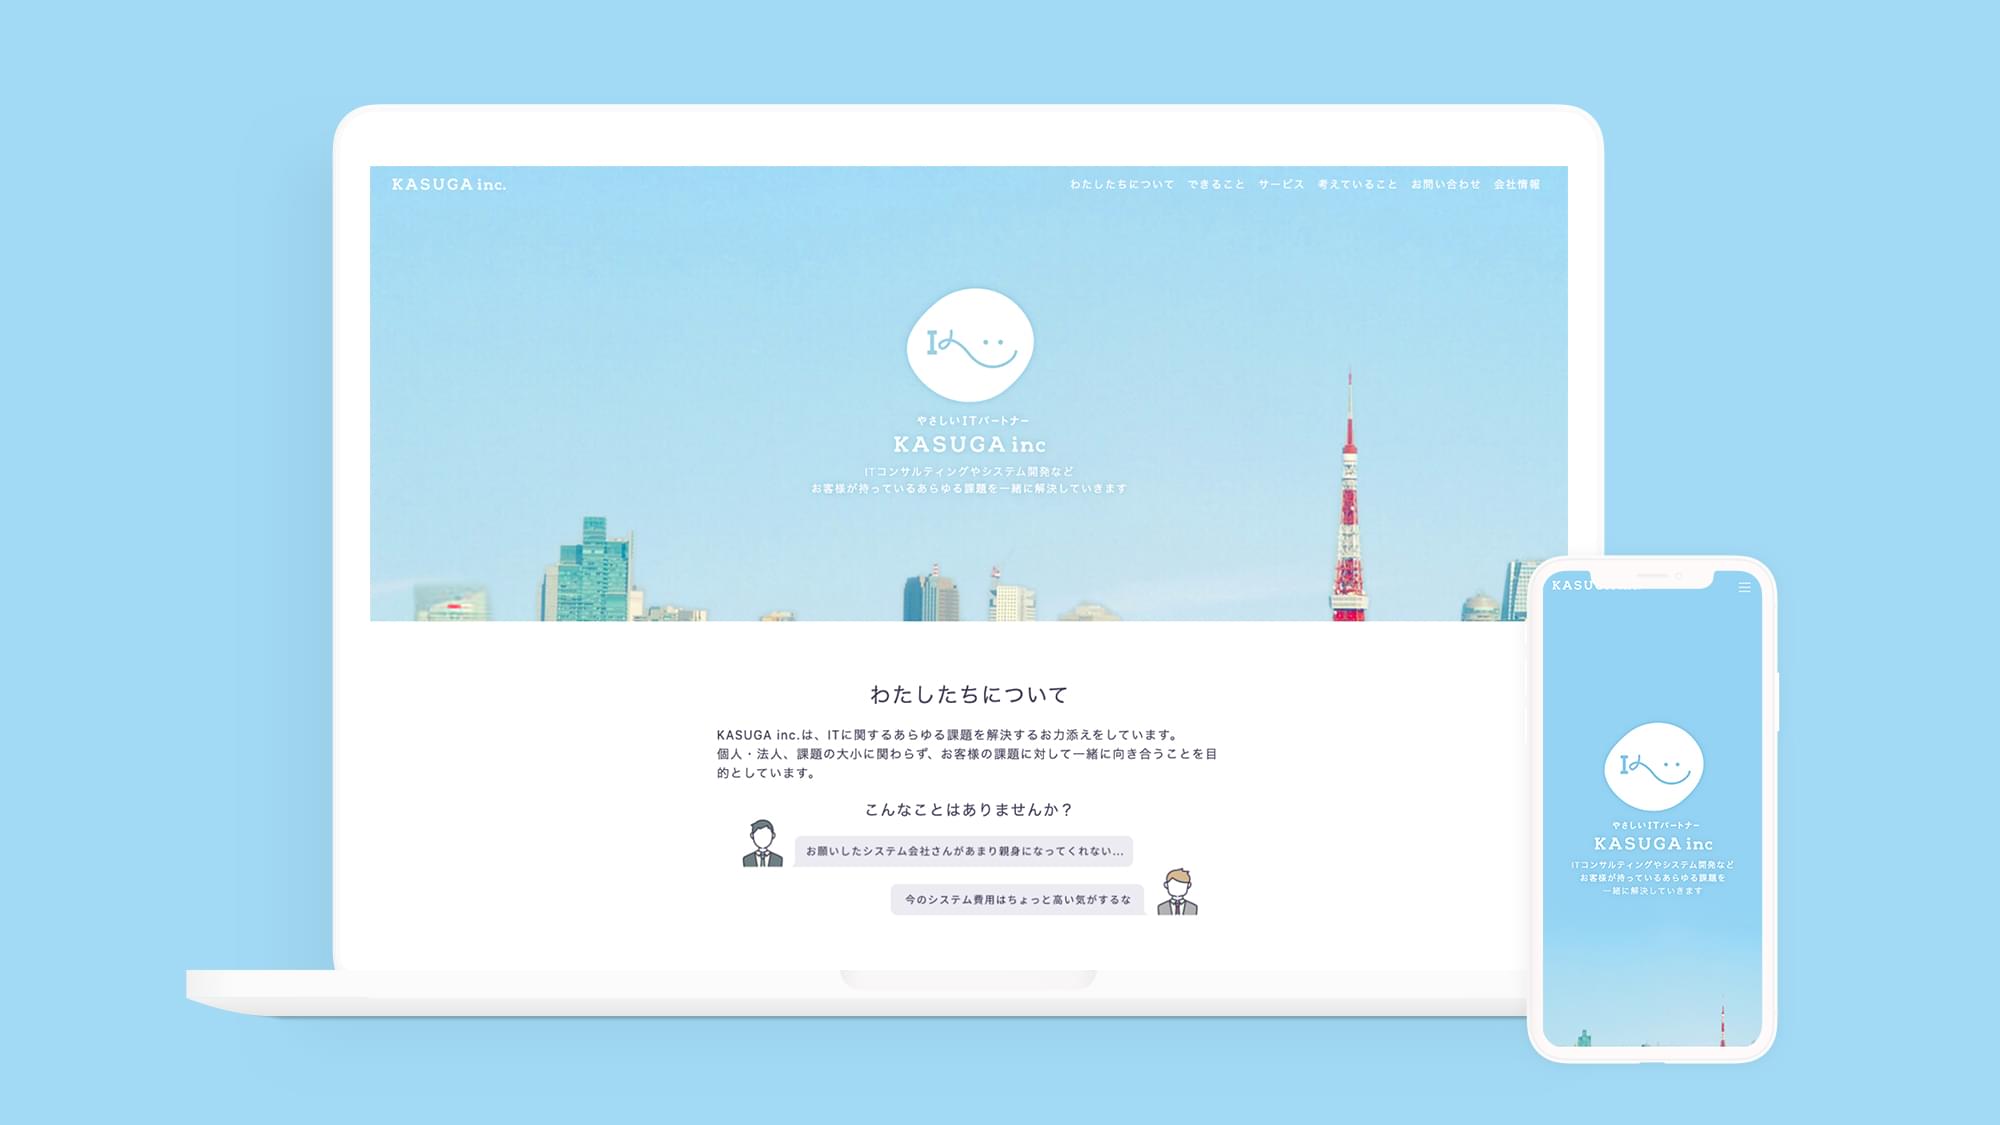 KASUGA inc.
わたしたちについて できること サービス 考えていること お問い合わせ 会社情報
やさしいITパートナー
KASUGA inc
ITコンサルティングやシステム開発など
お客様が持っているあらゆる課題を一緒に解決していきます
わたしたちについて
KASUGA inc.は、ITに関するあらゆる課題を解決するお力添えをしています。
個人・法人、課題の大小に関わらず、お客様の課題に対して一緒に向き合うことを目
的としています。
こんなことはありませんか？
お願いしたシステム会社さんがあまり親身になってくれない...
今のシステム費用はちょっと高い気がするな
やさしいITパートナー
KASUGA inc
ITコンサルティングやシステム開発など
お客様が持っているあらゆる課題を
一緒に解決していきます